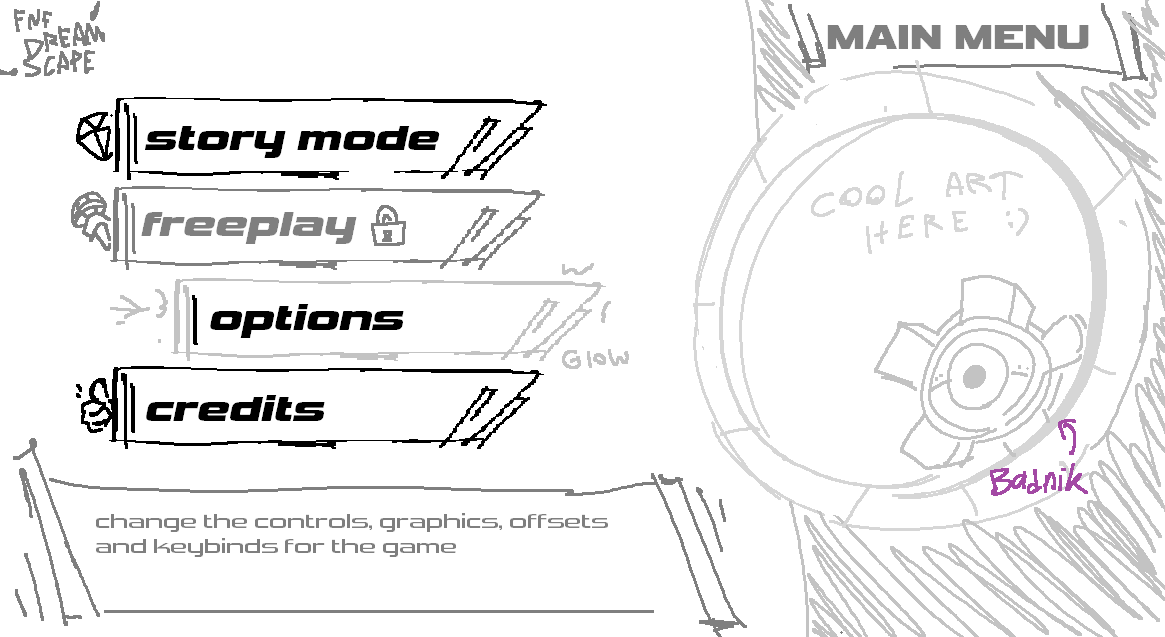 FNF
DREAM
SCAPE
MAIN MENU
story mode
freeplay
options
Glow
credits
COOL ART
HERE :)
Badnik
change the controls, graphics, offsets
and keybinds for the game